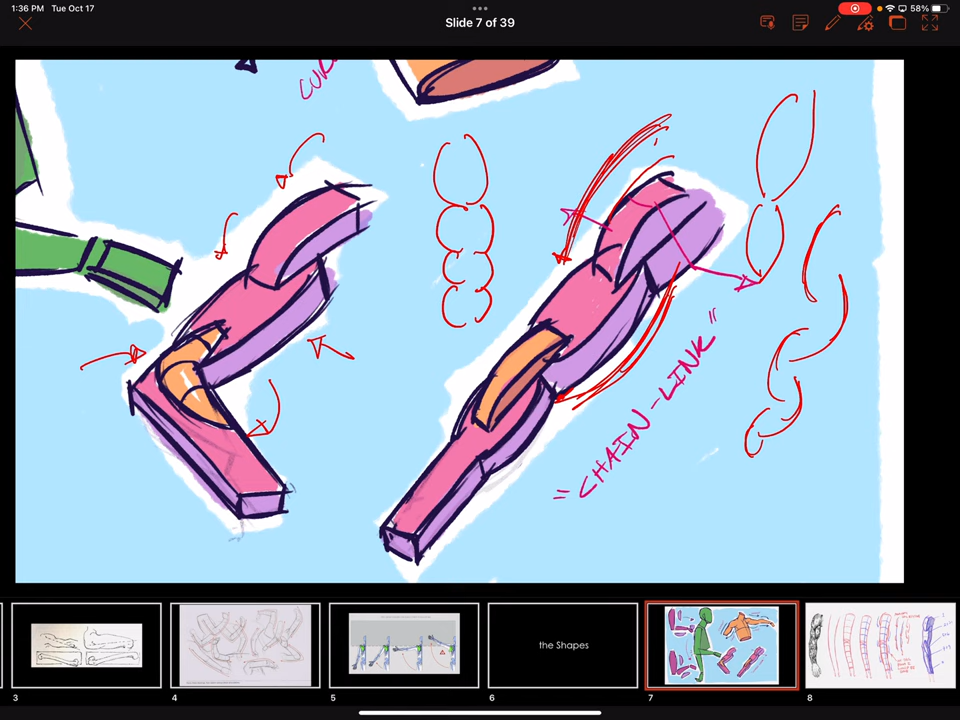 1:36 PM Tue Oct 17
58%
Slide 7 of 39
"CHAIN-LINK"
the Shapes
3
4
5
6
7
8